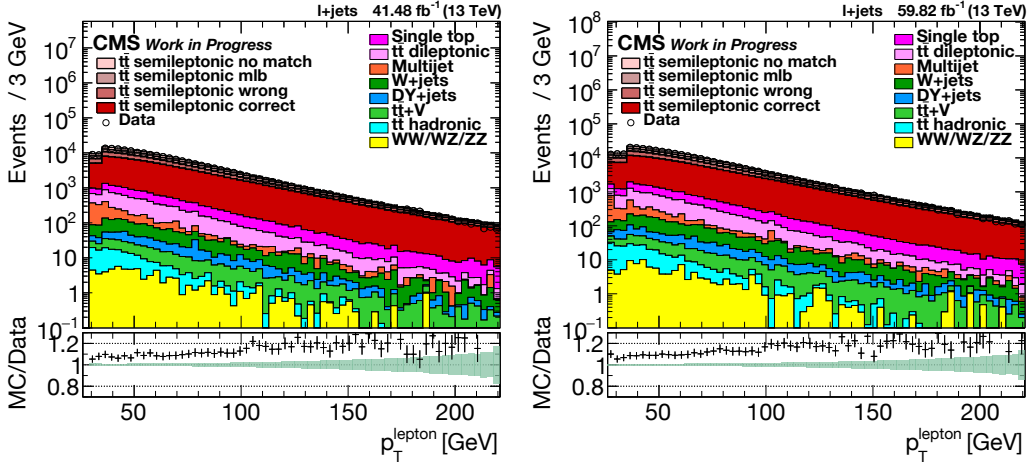 l+jets 41.48 fb⁻¹ (13 TeV)
CMS Work in Progress
tt̄ semileptonic no match
tt̄ semileptonic mlb
tt̄ semileptonic wrong
tt̄ semileptonic correct
Data
Single top
tt̄ dileptonic
Multijet
W+jets
DY+jets
tt̄+V
tt̄ hadronic
WW/WZ/ZZ
Events / 3 GeV
10⁷
10⁶
10⁵
10⁴
10³
10²
10
1
10⁻¹
MC/Data
1.2
1
0.8
50 100 150 200
p_T^lepton [GeV]
l+jets 59.82 fb⁻¹ (13 TeV)
CMS Work in Progress
tt̄ semileptonic no match
tt̄ semileptonic mlb
tt̄ semileptonic wrong
tt̄ semileptonic correct
Data
Single top
tt̄ dileptonic
Multijet
W+jets
DY+jets
tt̄+V
tt̄ hadronic
WW/WZ/ZZ
Events / 3 GeV
10⁸
10⁷
10⁶
10⁵
10⁴
10³
10²
10
1
10⁻¹
MC/Data
1.2
1
0.8
50 100 150 200
p_T^lepton [GeV]